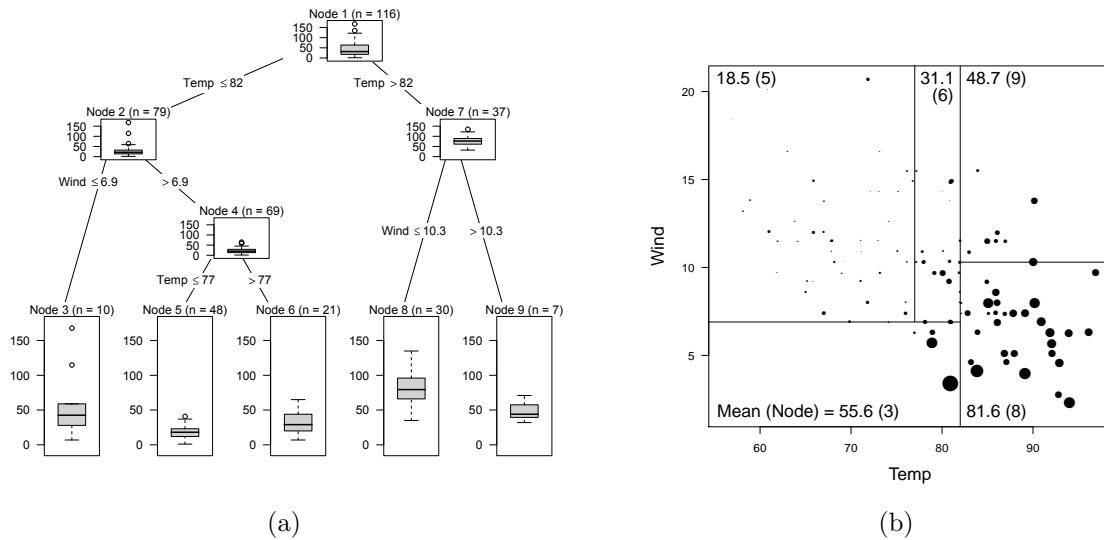 Node 1 (n = 116)
150
100
50
0
Temp ≤ 82
Temp > 82
Node 2 (n = 79)
150
100
50
0
Node 7 (n = 37)
150
100
50
0
Wind ≤ 6.9
> 6.9
Node 4 (n = 69)
150
100
50
0
Wind ≤ 10.3
> 10.3
Temp ≤ 77
> 77
Node 3 (n = 10)
Node 5 (n = 48)
Node 6 (n = 21)
Node 8 (n = 30)
Node 9 (n = 7)
150
100
50
0
150
100
50
0
150
100
50
0
150
100
50
0
150
100
50
0
(a)
18.5 (5)
31.1
(6)
48.7 (9)
Mean (Node) = 55.6 (3)
81.6 (8)
20
15
10
5
Wind
60
70
80
90
Temp
(b)